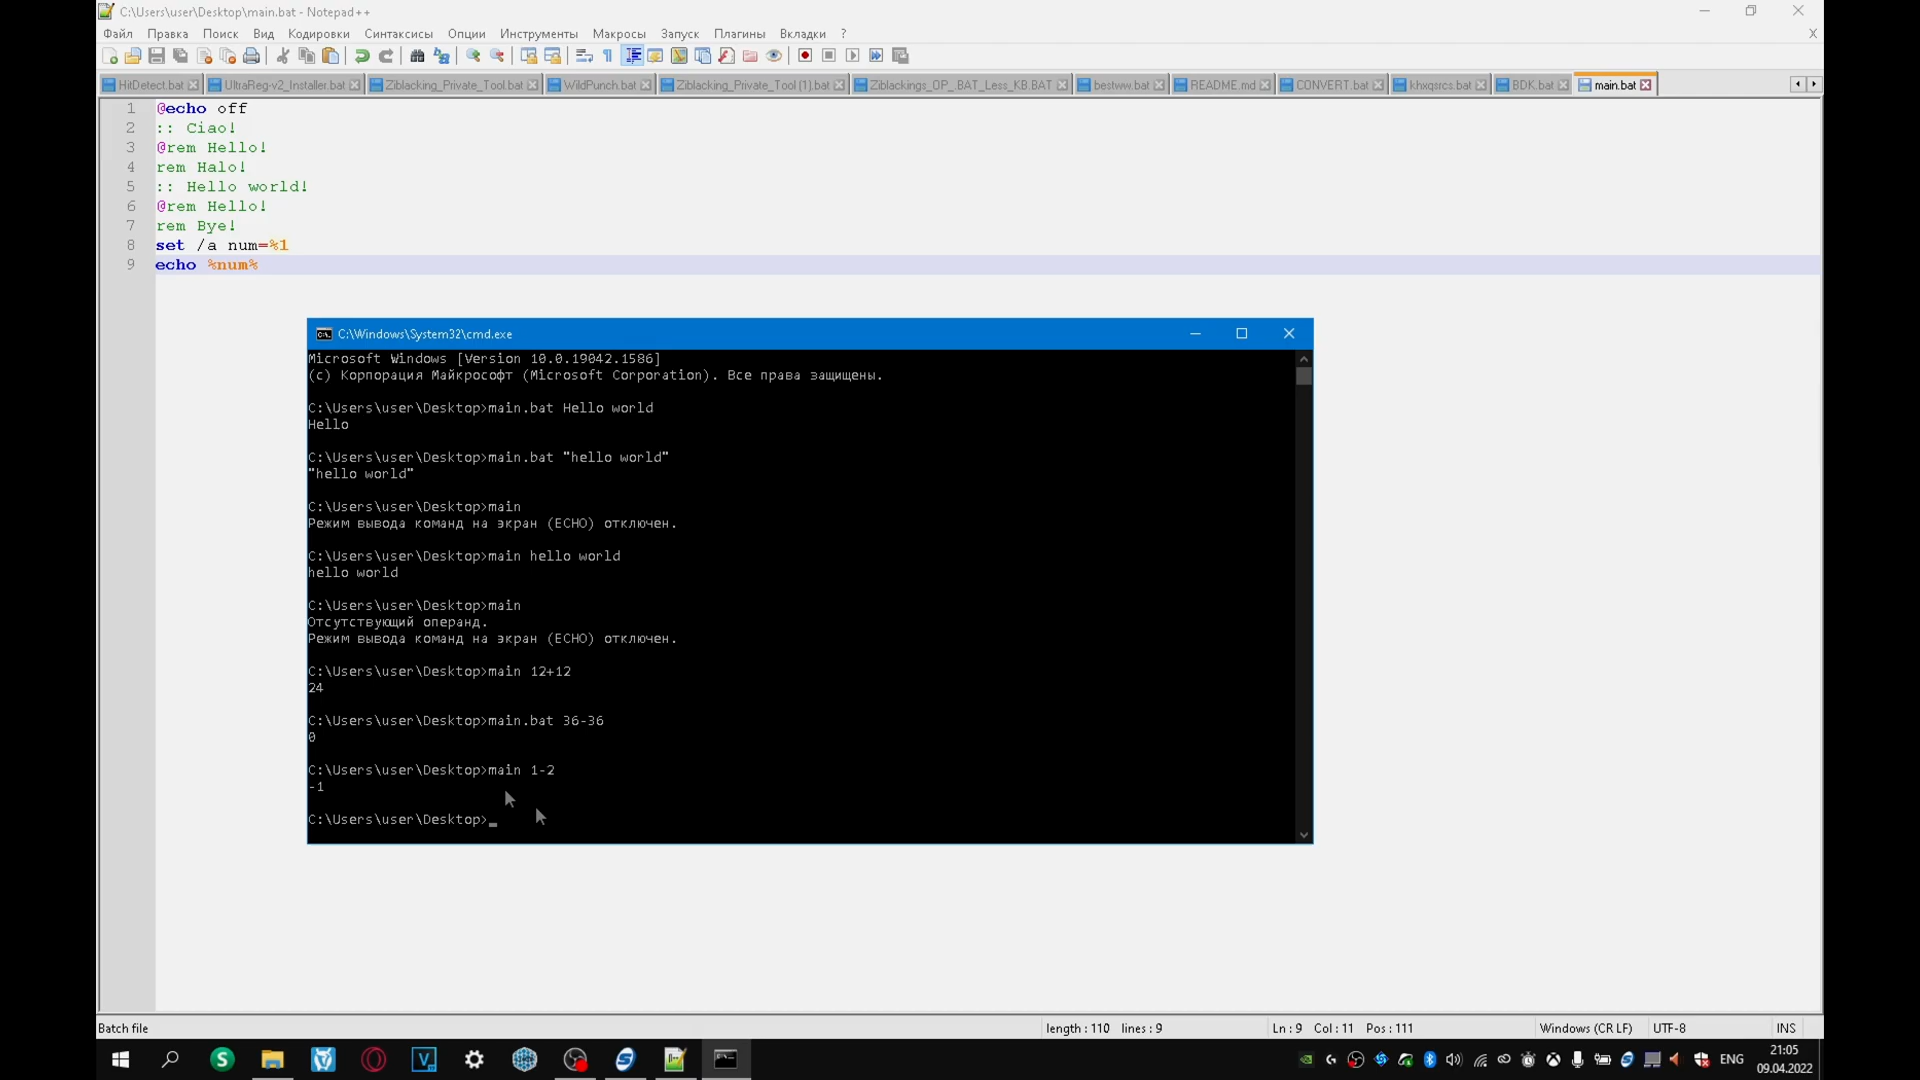 C:\Users\user\Desktop\main.bat - Notepad++
Файл Правка Поиск Вид Кодировки Синтаксисы Опции Инструменты Макросы Запуск Плагины Вкладки ? X
HitDetect.bat UltraReg-v2_Installer.bat Ziblacking_Private_Tool.bat WildPunch.bat Ziblacking_Private_Tool (1).bat Ziblackings_OP_.BAT_Less_KB.BAT bestww.bat README.md CONVERT.bat khxqsrcs.bat BDK.bat main.bat
1 @echo off
2 :: Ciao!
3 @rem Hello!
4 rem Halo!
5 :: Hello world!
6 @rem Hello!
7 rem Bye!
8 set /a num=%1
9 echo %num%
C:\Windows\System32\cmd.exe
Microsoft Windows [Version 10.0.19042.1586]
(c) Корпорация Майкрософт (Microsoft Corporation). Все права защищены.
C:\Users\user\Desktop>main.bat Hello world
Hello
C:\Users\user\Desktop>main.bat "hello world"
"hello world"
C:\Users\user\Desktop>main
Режим вывода команд на экран (ECHO) отключен.
C:\Users\user\Desktop>main hello world
hello world
C:\Users\user\Desktop>main
Отсутствующий операнд.
Режим вывода команд на экран (ECHO) отключен.
C:\Users\user\Desktop>main 12+12
24
C:\Users\user\Desktop>main.bat 36-36
0
C:\Users\user\Desktop>main 1-2
-1
C:\Users\user\Desktop>_
Batch file length : 110 lines : 9 Ln : 9 Col : 11 Pos : 111 Windows (CR LF) UTF-8 INS
ENG 21:05
09.04.2022